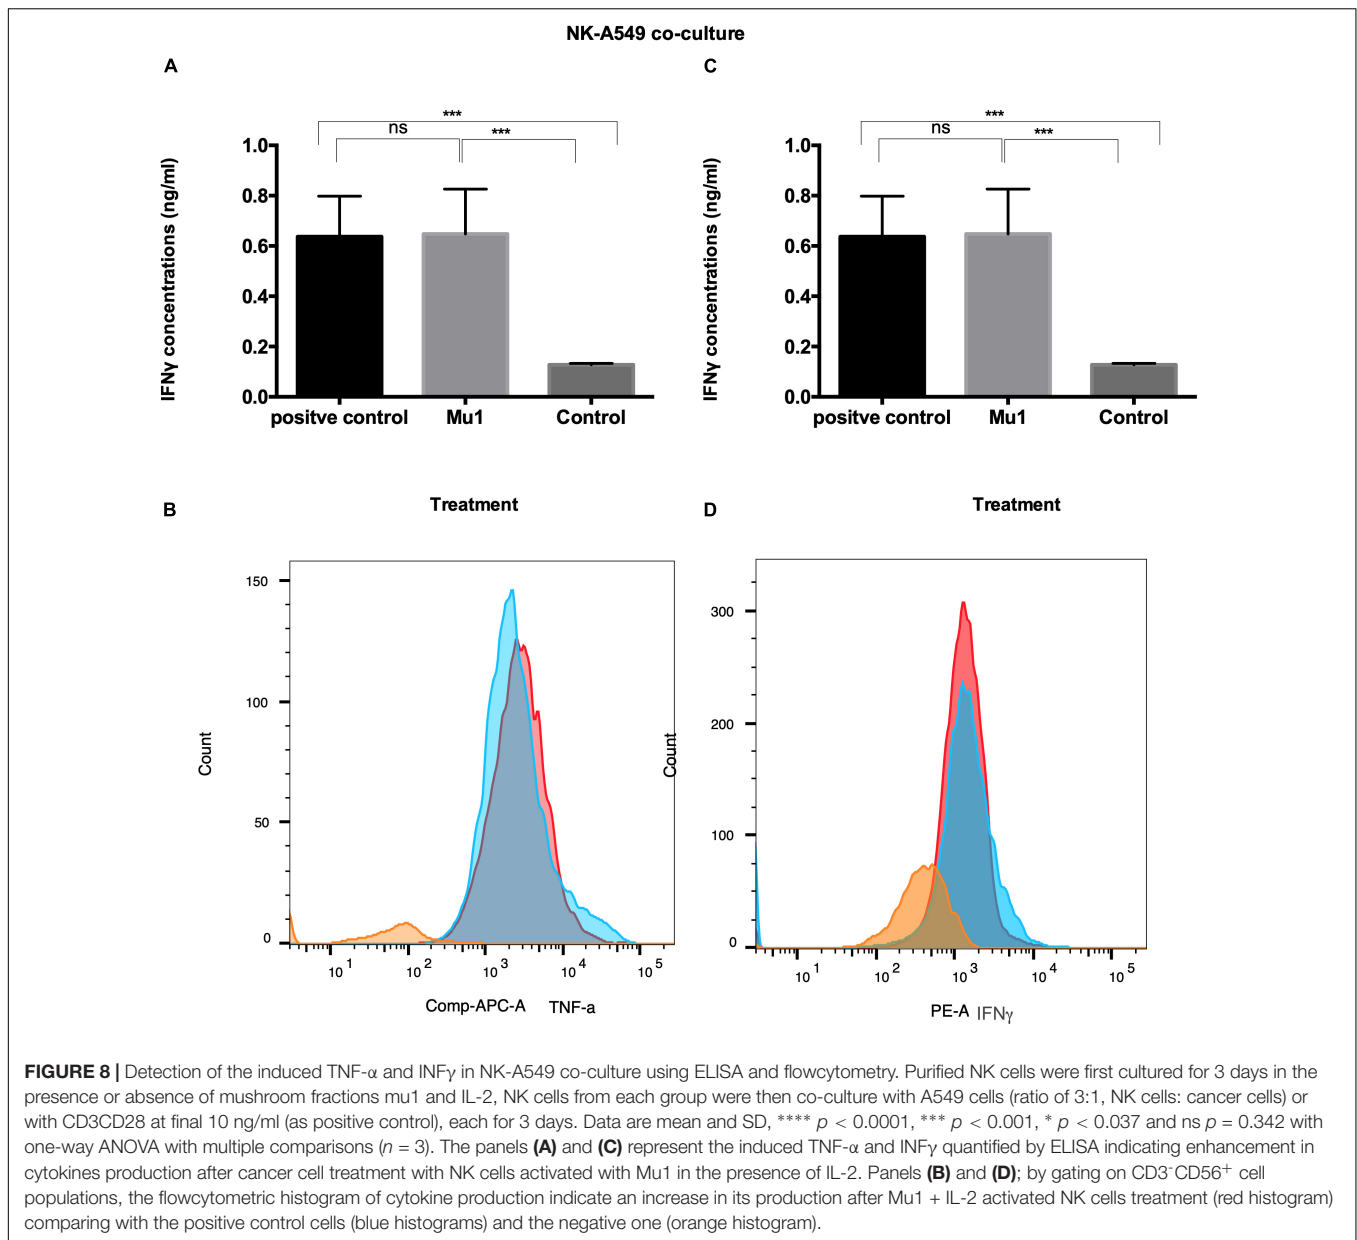 NK-A549 co-culture
A
***
ns
***
IFNγ concentrations (ng/ml)
1.0
0.8
0.6
0.4
0.2
0.0
positve control Mu1 Control
Treatment
C
***
ns
***
IFNγ concentrations (ng/ml)
1.0
0.8
0.6
0.4
0.2
0.0
positve control Mu1 Control
Treatment
B
Count
150
100
50
0
10^1 10^2 10^3 10^4 10^5
Comp-APC-A TNF-a
D
Count
300
200
100
0
10^1 10^2 10^3 10^4 10^5
PE-A IFNγ
FIGURE 8 | Detection of the induced TNF-α and INFγ in NK-A549 co-culture using ELISA and flowcytometry. Purified NK cells were first cultured for 3 days in the
presence or absence of mushroom fractions mu1 and IL-2, NK cells from each group were then co-culture with A549 cells (ratio of 3:1, NK cells: cancer cells) or
with CD3CD28 at final 10 ng/ml (as positive control), each for 3 days. Data are mean and SD, **** p < 0.0001, *** p < 0.001, * p < 0.037 and ns p = 0.342 with
one-way ANOVA with multiple comparisons (n = 3). The panels (A) and (C) represent the induced TNF-α and INFγ quantified by ELISA indicating enhancement in
cytokines production after cancer cell treatment with NK cells activated with Mu1 in the presence of IL-2. Panels (B) and (D); by gating on CD3⁻CD56⁺ cell
populations, the flowcytometric histogram of cytokine production indicate an increase in its production after Mu1 + IL-2 activated NK cells treatment (red histogram)
comparing with the positive control cells (blue histograms) and the negative one (orange histogram).